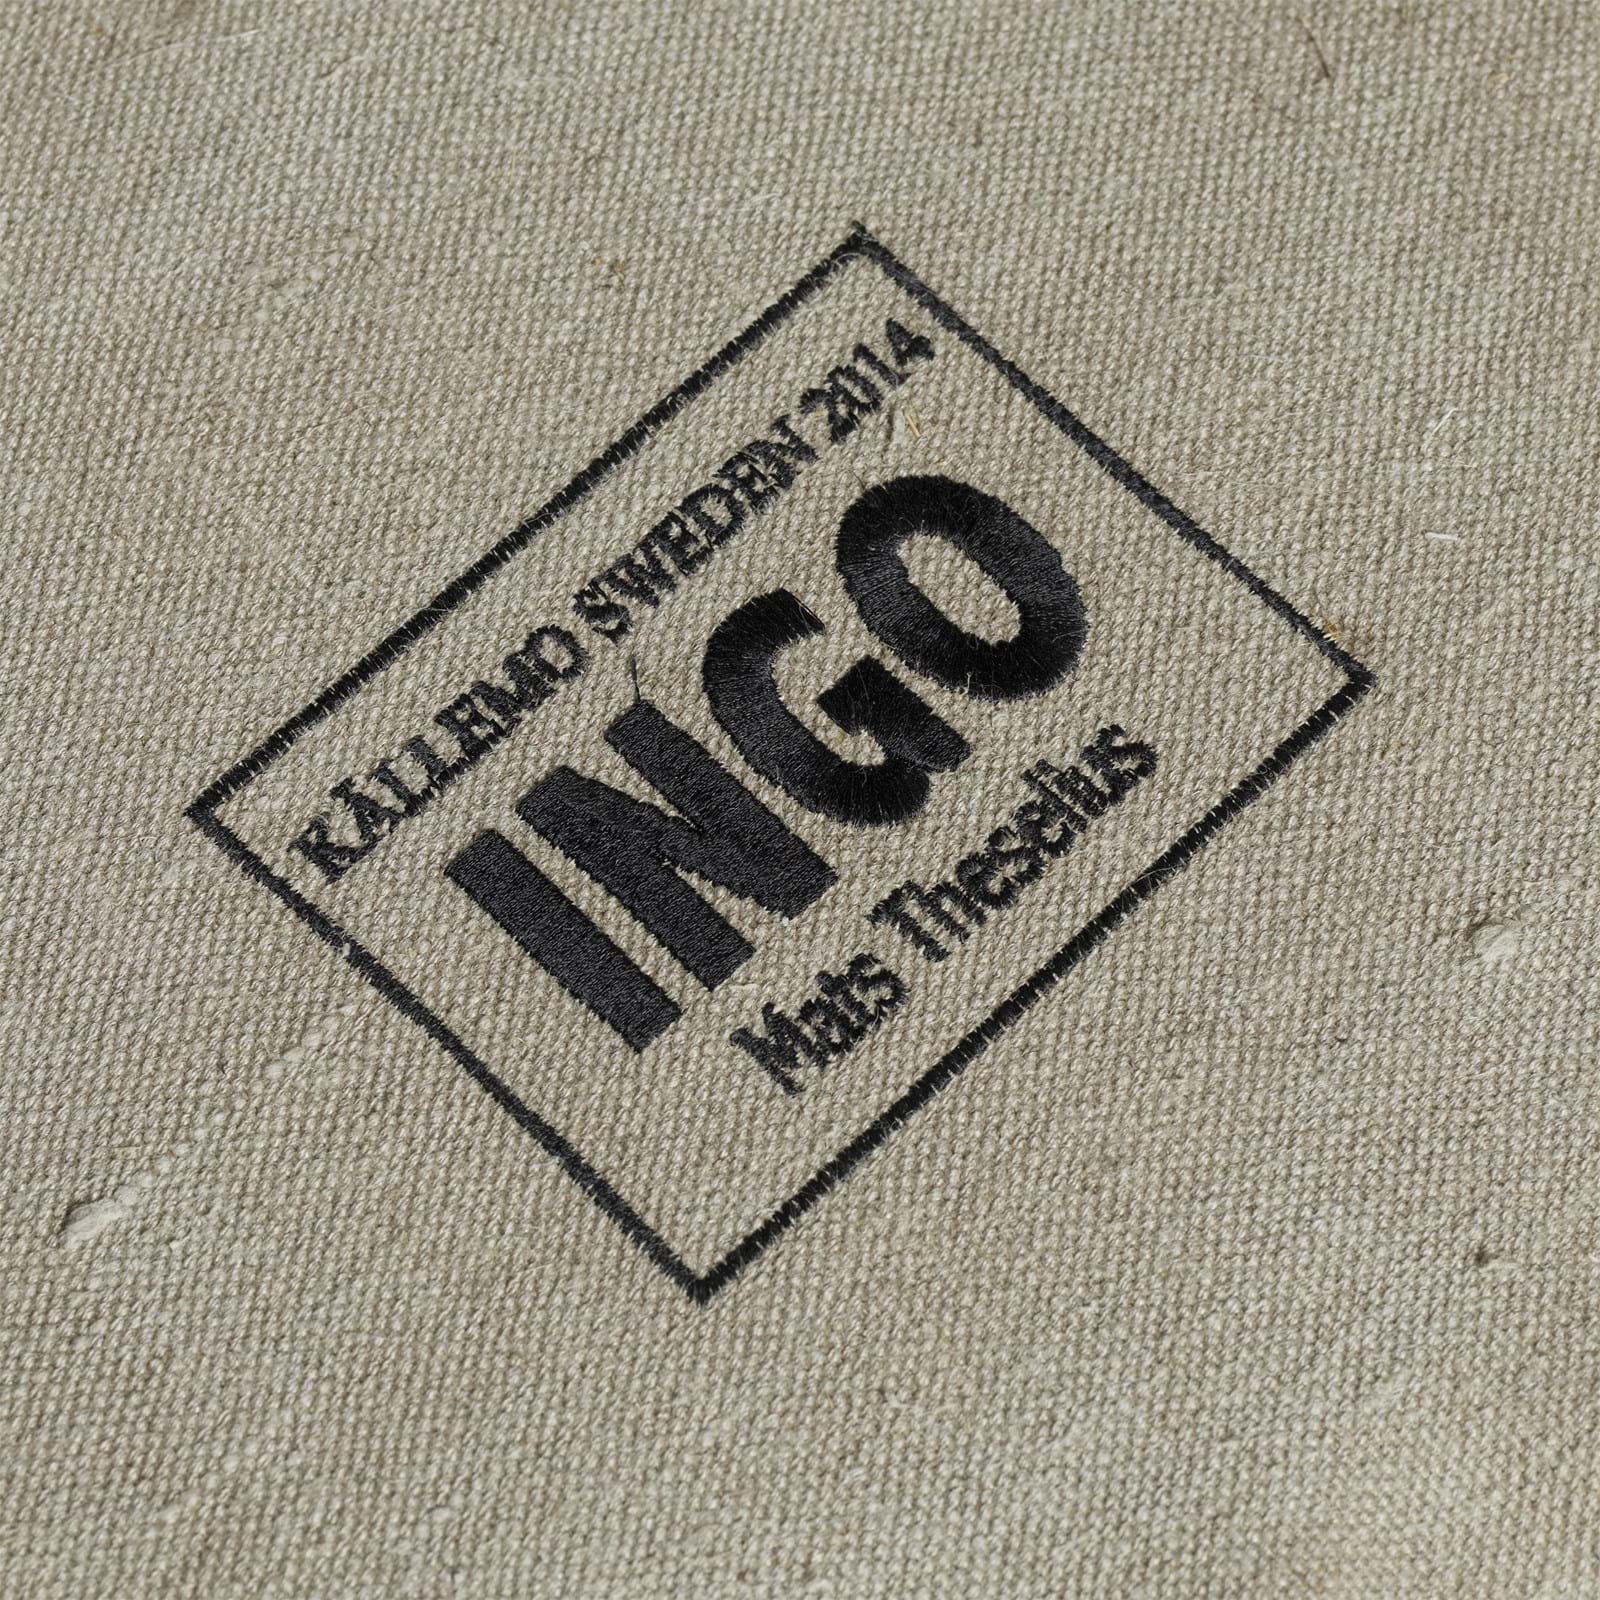 KÄLLEMO SWEDEN 2014
INGO
Mats Theselius